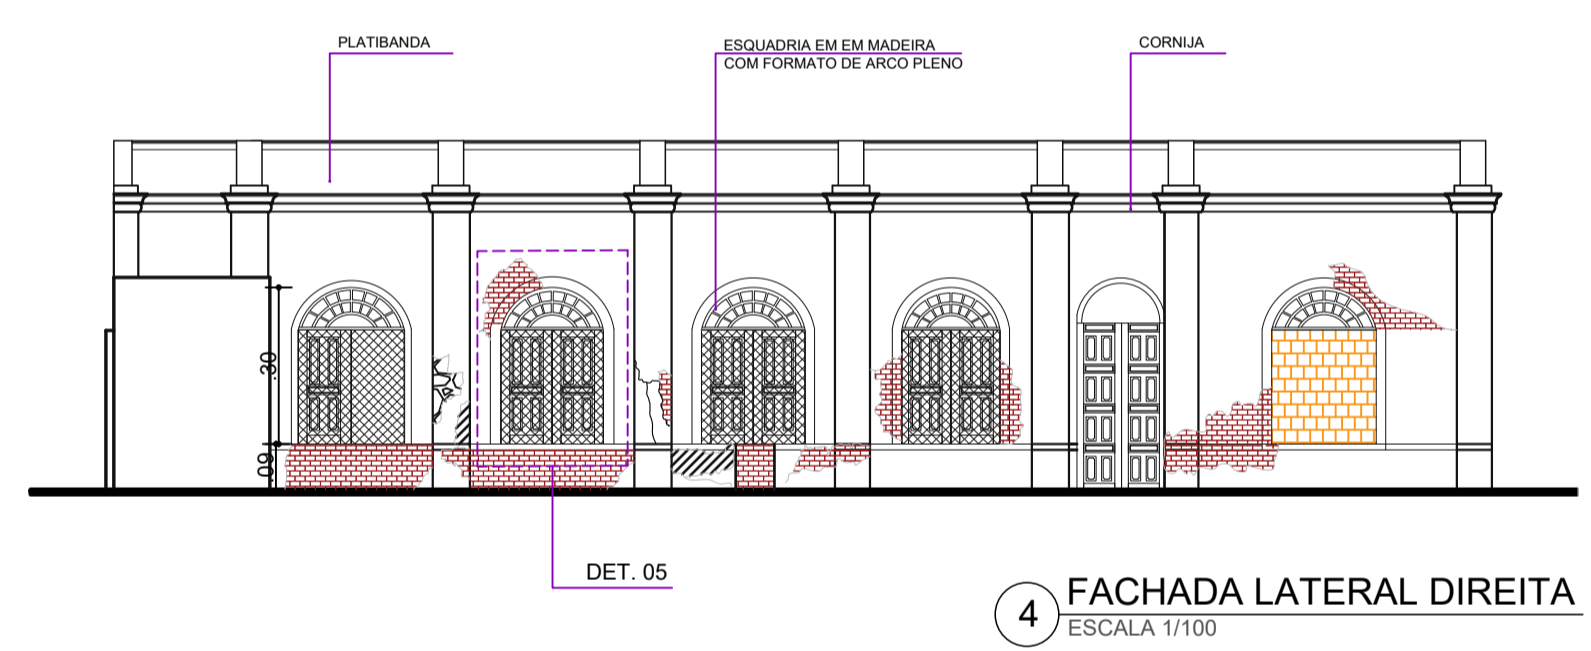 PLATIBANDA
ESQUADRIA EM EM MADEIRA
COM FORMATO DE ARCO PLENO
CORNIJA
.30
.09
DET. 05
4
FACHADA LATERAL DIREITA
ESCALA 1/100